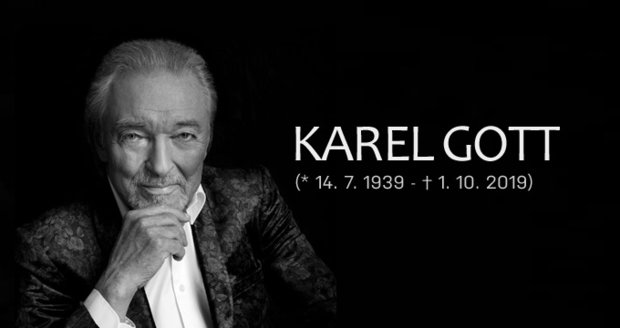 KAREL GOTT
(* 14. 7. 1939 - † 1. 10. 2019)